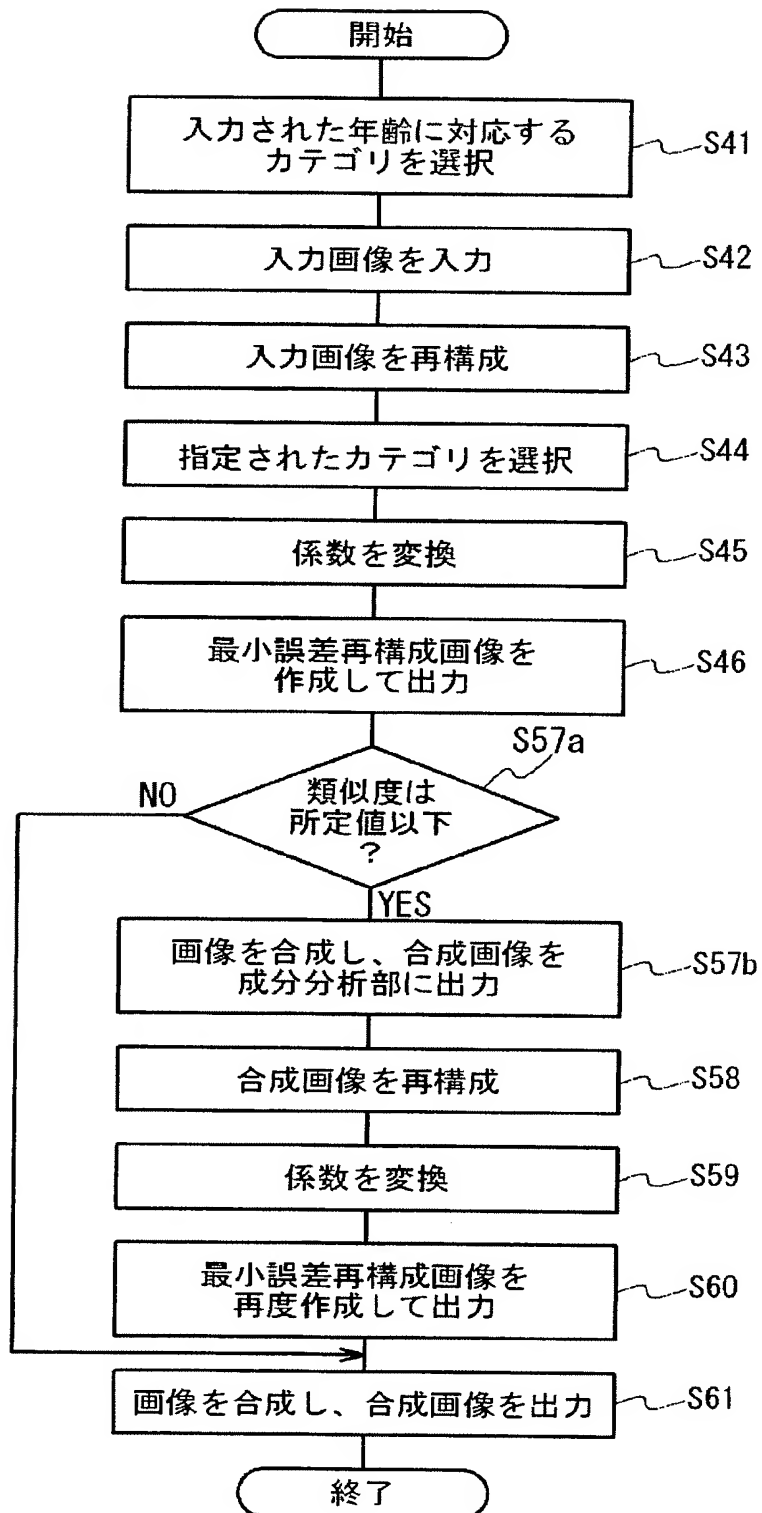 開始
入力された年齢に対応する
カテゴリを選択
S41
入力画像を入力
S42
入力画像を再構成
S43
指定されたカテゴリを選択
S44
係数を変換
S45
最小誤差再構成画像を
作成して出力
S46
S57a
NO
類似度は
所定値以下
?
YES
画像を合成し、合成画像を
成分分析部に出力
S57b
合成画像を再構成
S58
係数を変換
S59
最小誤差再構成画像を
再度作成して出力
S60
画像を合成し、合成画像を出力
S61
終了